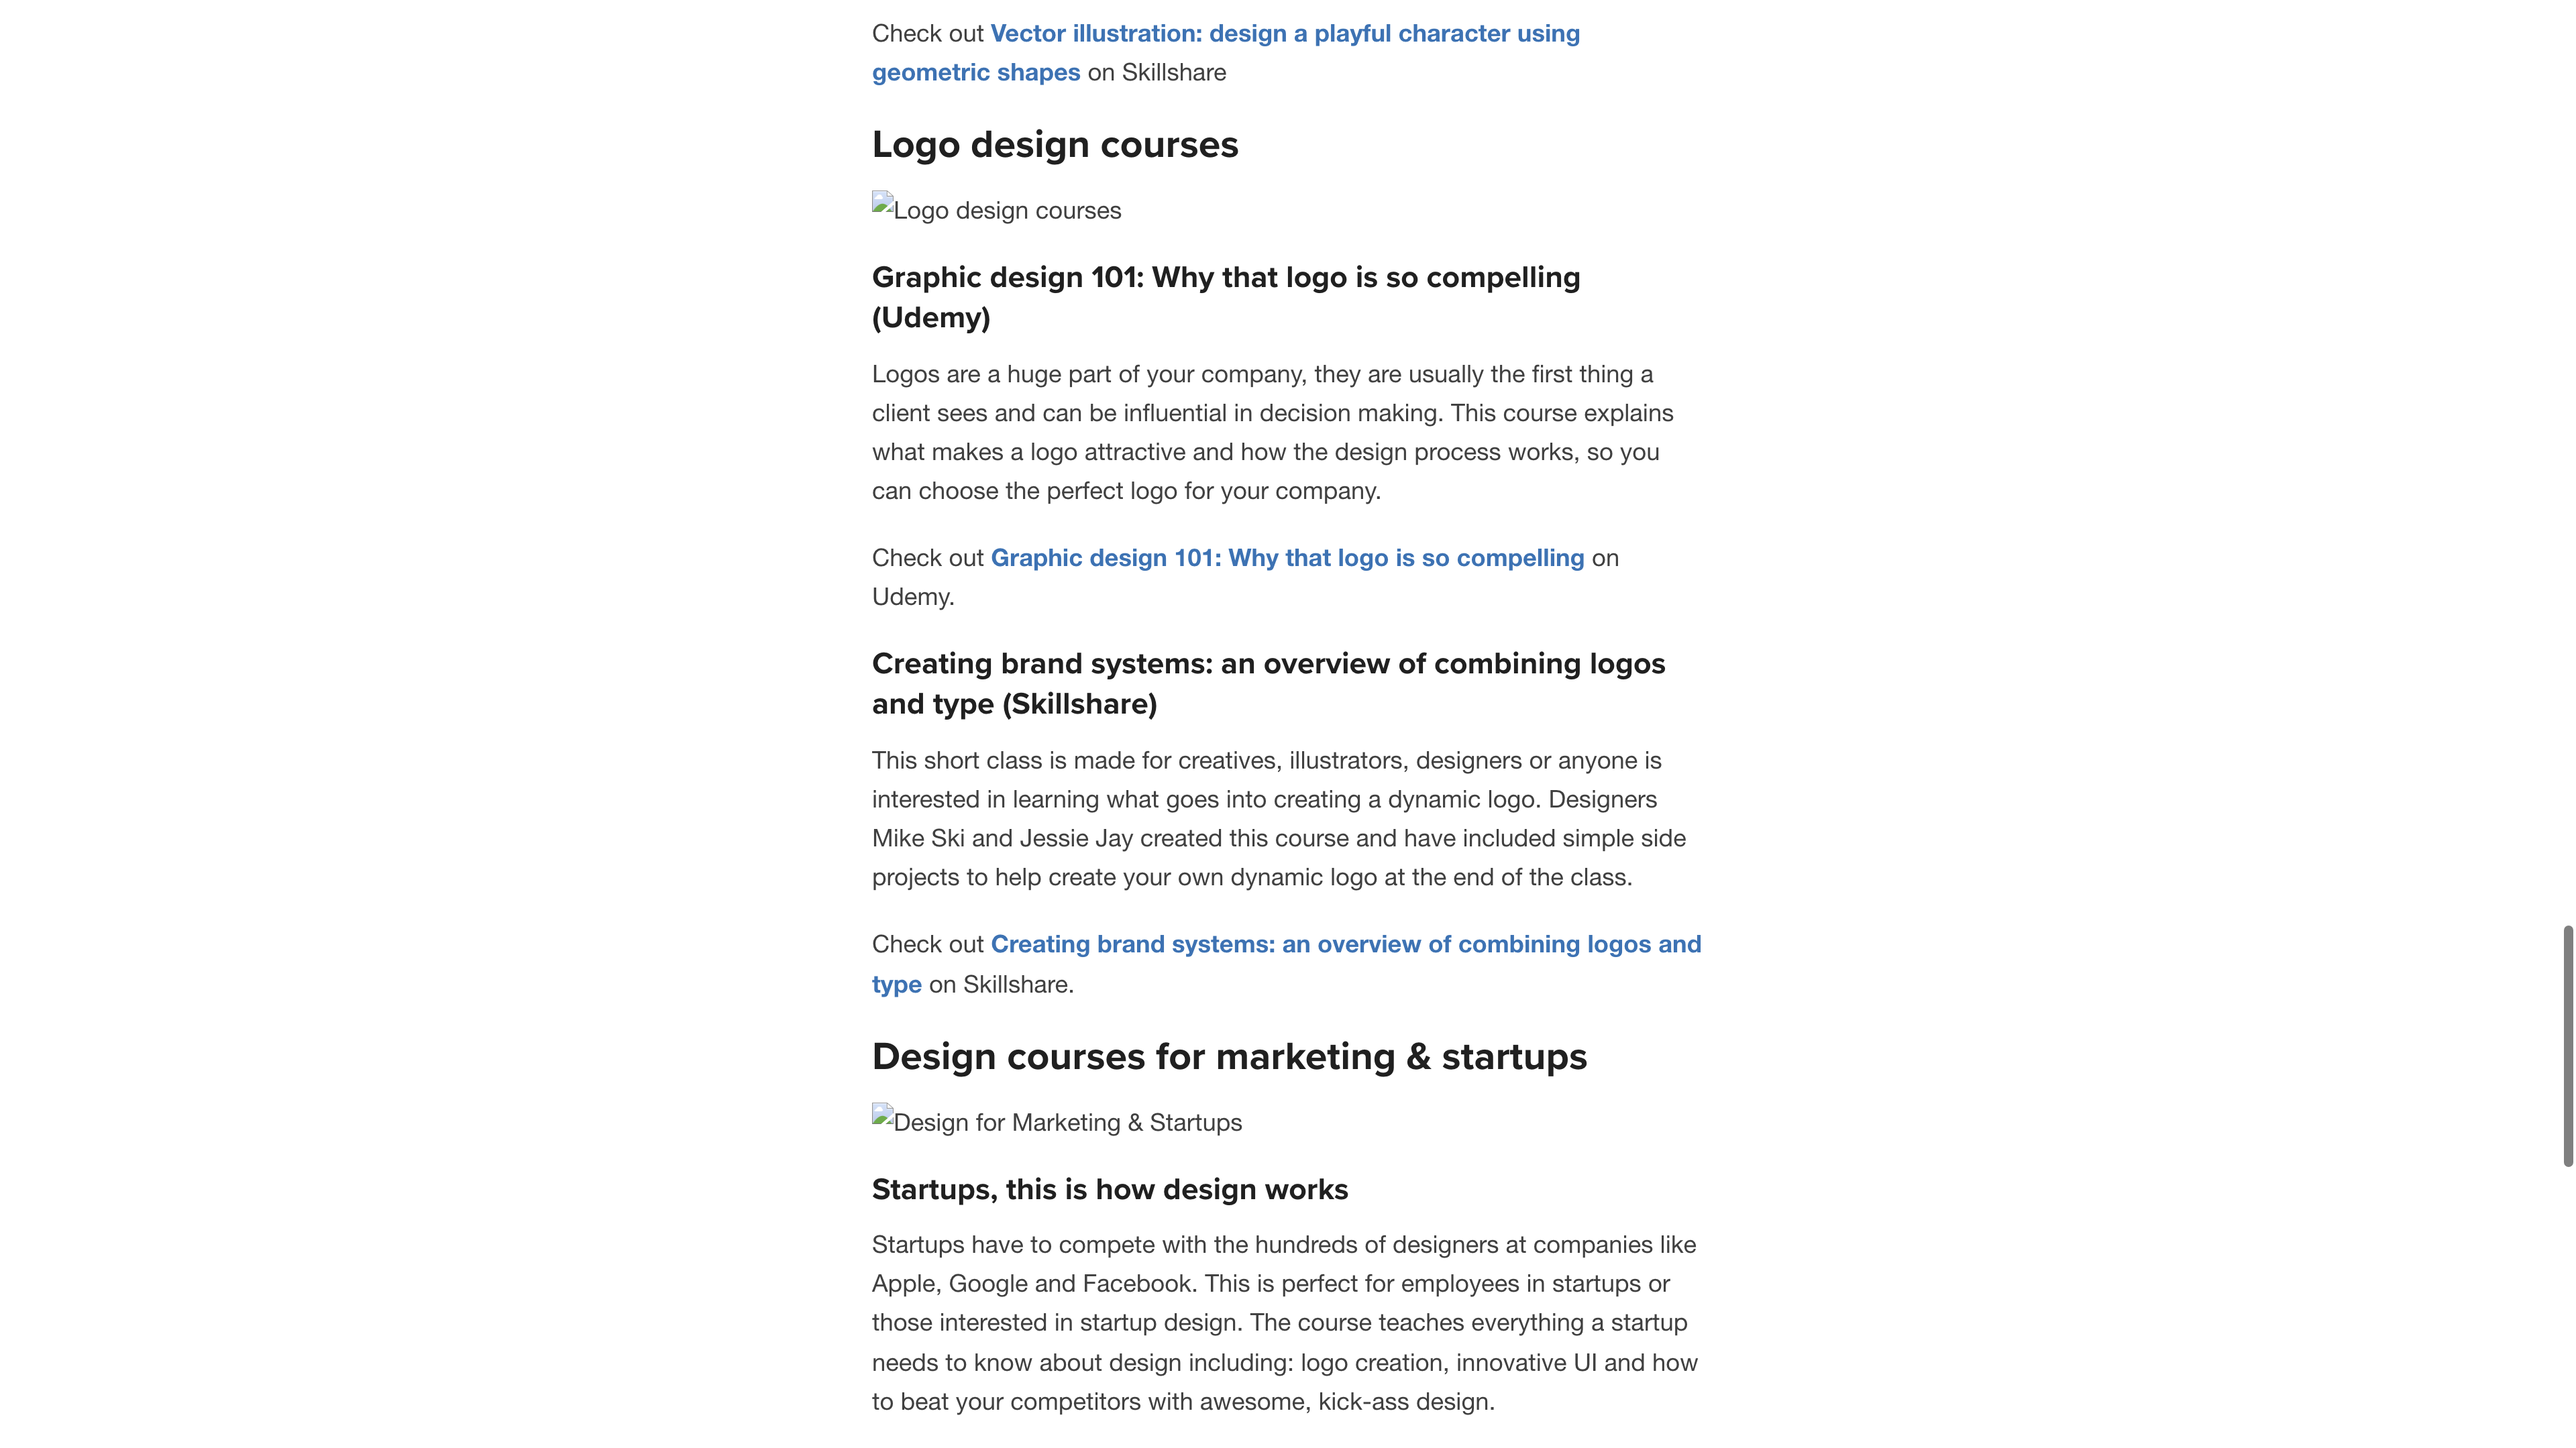 Check out Vector illustration: design a playful character using
geometric shapes on Skillshare
Logo design courses
Logo design courses
Graphic design 101: Why that logo is so compelling
(Udemy)
Logos are a huge part of your company, they are usually the first thing a
client sees and can be influential in decision making. This course explains
what makes a logo attractive and how the design process works, so you
can choose the perfect logo for your company.
Check out Graphic design 101: Why that logo is so compelling on
Udemy.
Creating brand systems: an overview of combining logos
and type (Skillshare)
This short class is made for creatives, illustrators, designers or anyone is
interested in learning what goes into creating a dynamic logo. Designers
Mike Ski and Jessie Jay created this course and have included simple side
projects to help create your own dynamic logo at the end of the class.
Check out Creating brand systems: an overview of combining logos and
type on Skillshare.
Design courses for marketing & startups
Design for Marketing & Startups
Startups, this is how design works
Startups have to compete with the hundreds of designers at companies like
Apple, Google and Facebook. This is perfect for employees in startups or
those interested in startup design. The course teaches everything a startup
needs to know about design including: logo creation, innovative UI and how
to beat your competitors with awesome, kick-ass design.